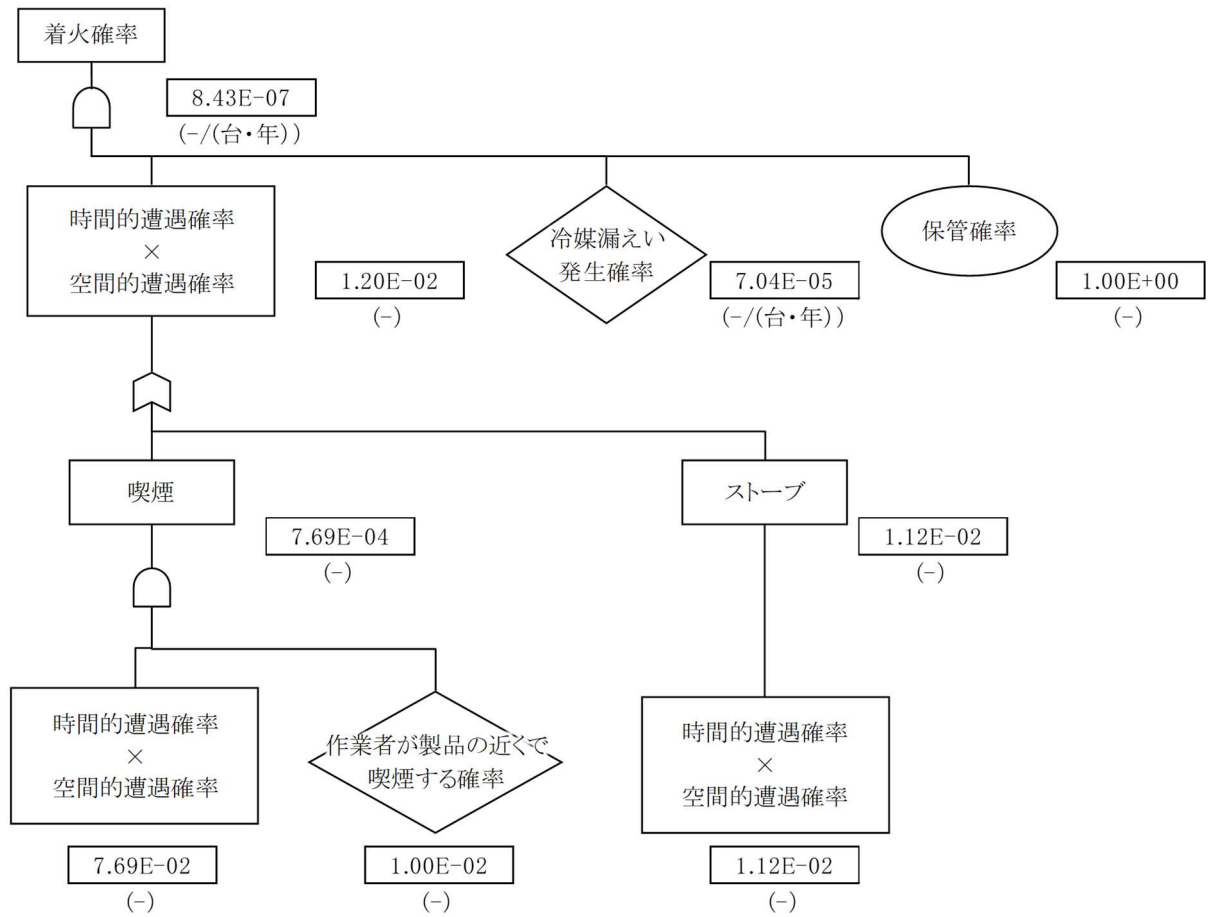 着火確率
8.43E-07
(-/(台・年))
時間的遭遇確率
×
空間的遭遇確率
1.20E-02
(-)
冷媒漏えい
発生確率
7.04E-05
(-/(台・年))
保管確率
1.00E+00
(-)
喫煙
7.69E-04
(-)
ストーブ
1.12E-02
(-)
時間的遭遇確率
×
空間的遭遇確率
7.69E-02
(-)
作業者が製品の近くで
喫煙する確率
1.00E-02
(-)
時間的遭遇確率
×
空間的遭遇確率
1.12E-02
(-)